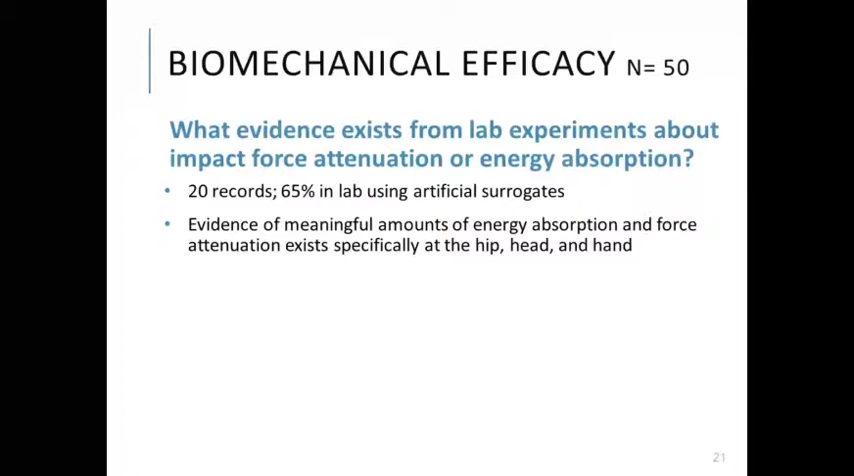 BIOMECHANICAL EFFICACY N= 50
What evidence exists from lab experiments about
impact force attenuation or energy absorption?
• 20 records; 65% in lab using artificial surrogates
• Evidence of meaningful amounts of energy absorption and force
attenuation exists specifically at the hip, head, and hand
21